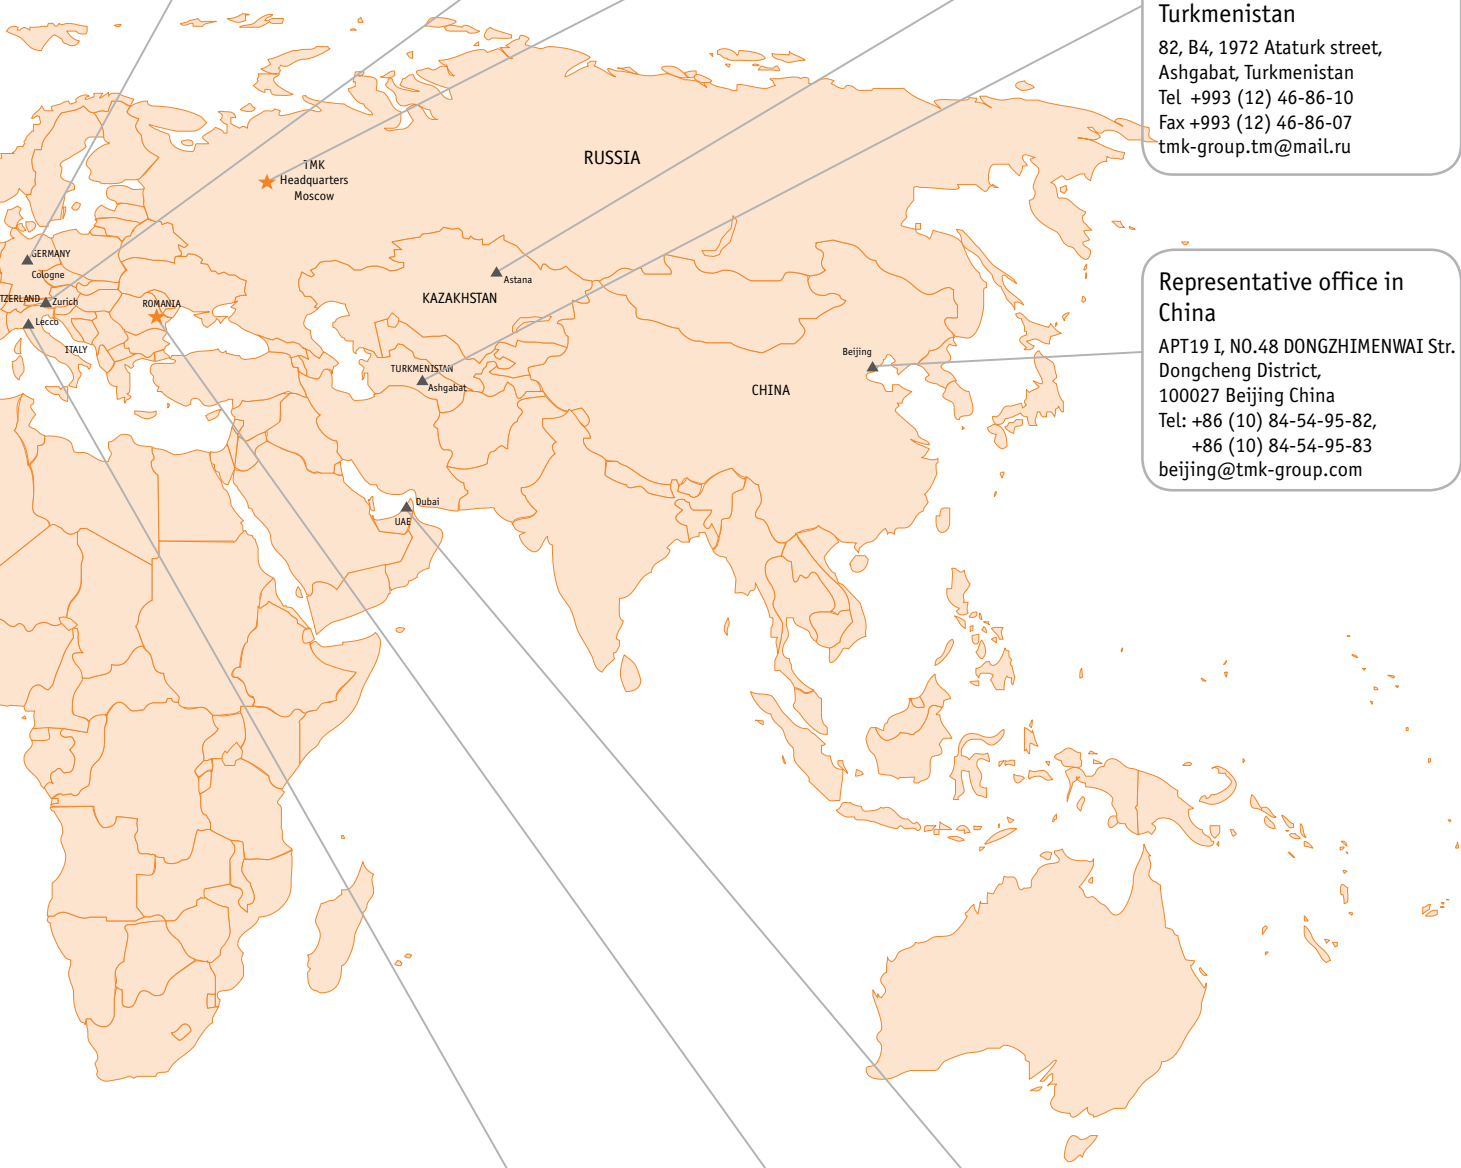 Turkmenistan
82, B4, 1972 Ataturk street,
Ashgabat, Turkmenistan
Tel +993 (12) 46-86-10
Fax +993 (12) 46-86-07
tmk-group.tm@mail.ru
RUSSIA
TMK
Headquarters
Moscow
GERMANY
Cologne
TZERLAND
Zurich
ROMANIA
Lecco
ITALY
Astana
KAZAKHSTAN
TURKMENISTAN
Ashgabat
Beijing
CHINA
Dubai
UAE
Representative office in
China
APT19 I, NO.48 DONGZHIMENWAI Str.
Dongcheng District,
100027 Beijing China
Tel: +86 (10) 84-54-95-82,
+86 (10) 84-54-95-83
beijing@tmk-group.com